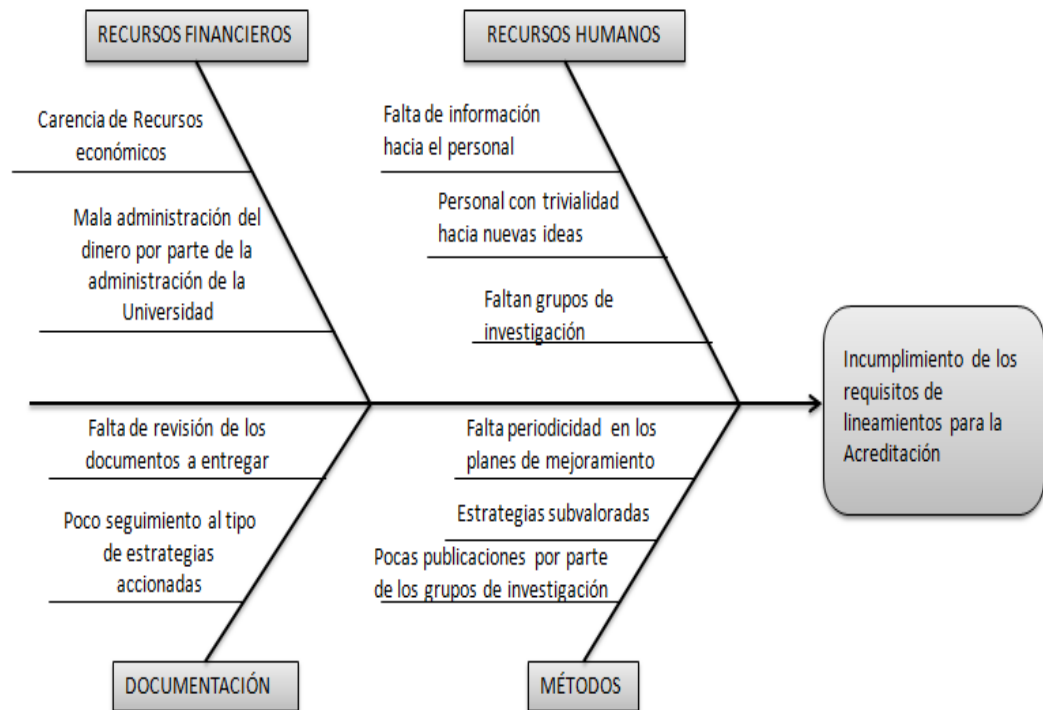 RECURSOS FINANCIEROS
RECURSOS HUMANOS
Carencia de Recursos
económicos
Mala administración del
dinero por parte de la
administración de la
Universidad
Falta de información
hacia el personal
Personal con trivialidad
hacia nuevas ideas
Faltan grupos de
investigación
Incumplimiento de los
requisitos de
lineamientos para la
Acreditación
Falta de revisión de los
documentos a entregar
Poco seguimiento al tipo
de estrategias
accionadas
Falta periodicidad en los
planes de mejoramiento
Estrategias subvaloradas
Pocas publicaciones por parte
de los grupos de investigación
DOCUMENTACIÓN
MÉTODOS